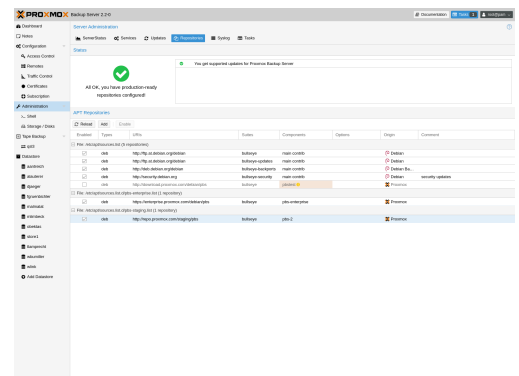 PROXMOX Backup Server 2.2-0
Documentation
Tasks
Dashboard
Notes
Configuration
Access Control
Remotes
Traffic Control
Certificates
Subscription
Administration
Shell
Storage / Disks
Tape Backup
Datastore
Add Datastore
Server Administration
ServerStatus Services Updates Repositories Syslog Tasks
Status
All OK, you have production-ready
repositories configured!
You get supported updates for Proxmox Backup Server
APT Repositories
Reload Add Enable
Enabled Types URIs Suites Components Options Origin Comment
File: /etc/apt/sources.list (5 repositories)
deb http://ftp.at.debian.org/debian bullseye main contrib Debian
deb http://ftp.at.debian.org/debian bullseye-updates main contrib Debian
deb http://deb.debian.org/debian bullseye-backports main contrib Debian Ba...
deb http://security.debian.org bullseye-security main contrib Debian security updates
deb http://download.proxmox.com/debian/pbs bullseye pbstest Proxmox
File: /etc/apt/sources.list.d/pbs-enterprise.list (1 repository)
deb https://enterprise.proxmox.com/debian/pbs bullseye pbs-enterprise Proxmox
File: /etc/apt/sources.list.d/pbs-staging.list (1 repository)
deb http://repo.proxmox.com/staging/pbs bullseye pbs-2 Proxmox